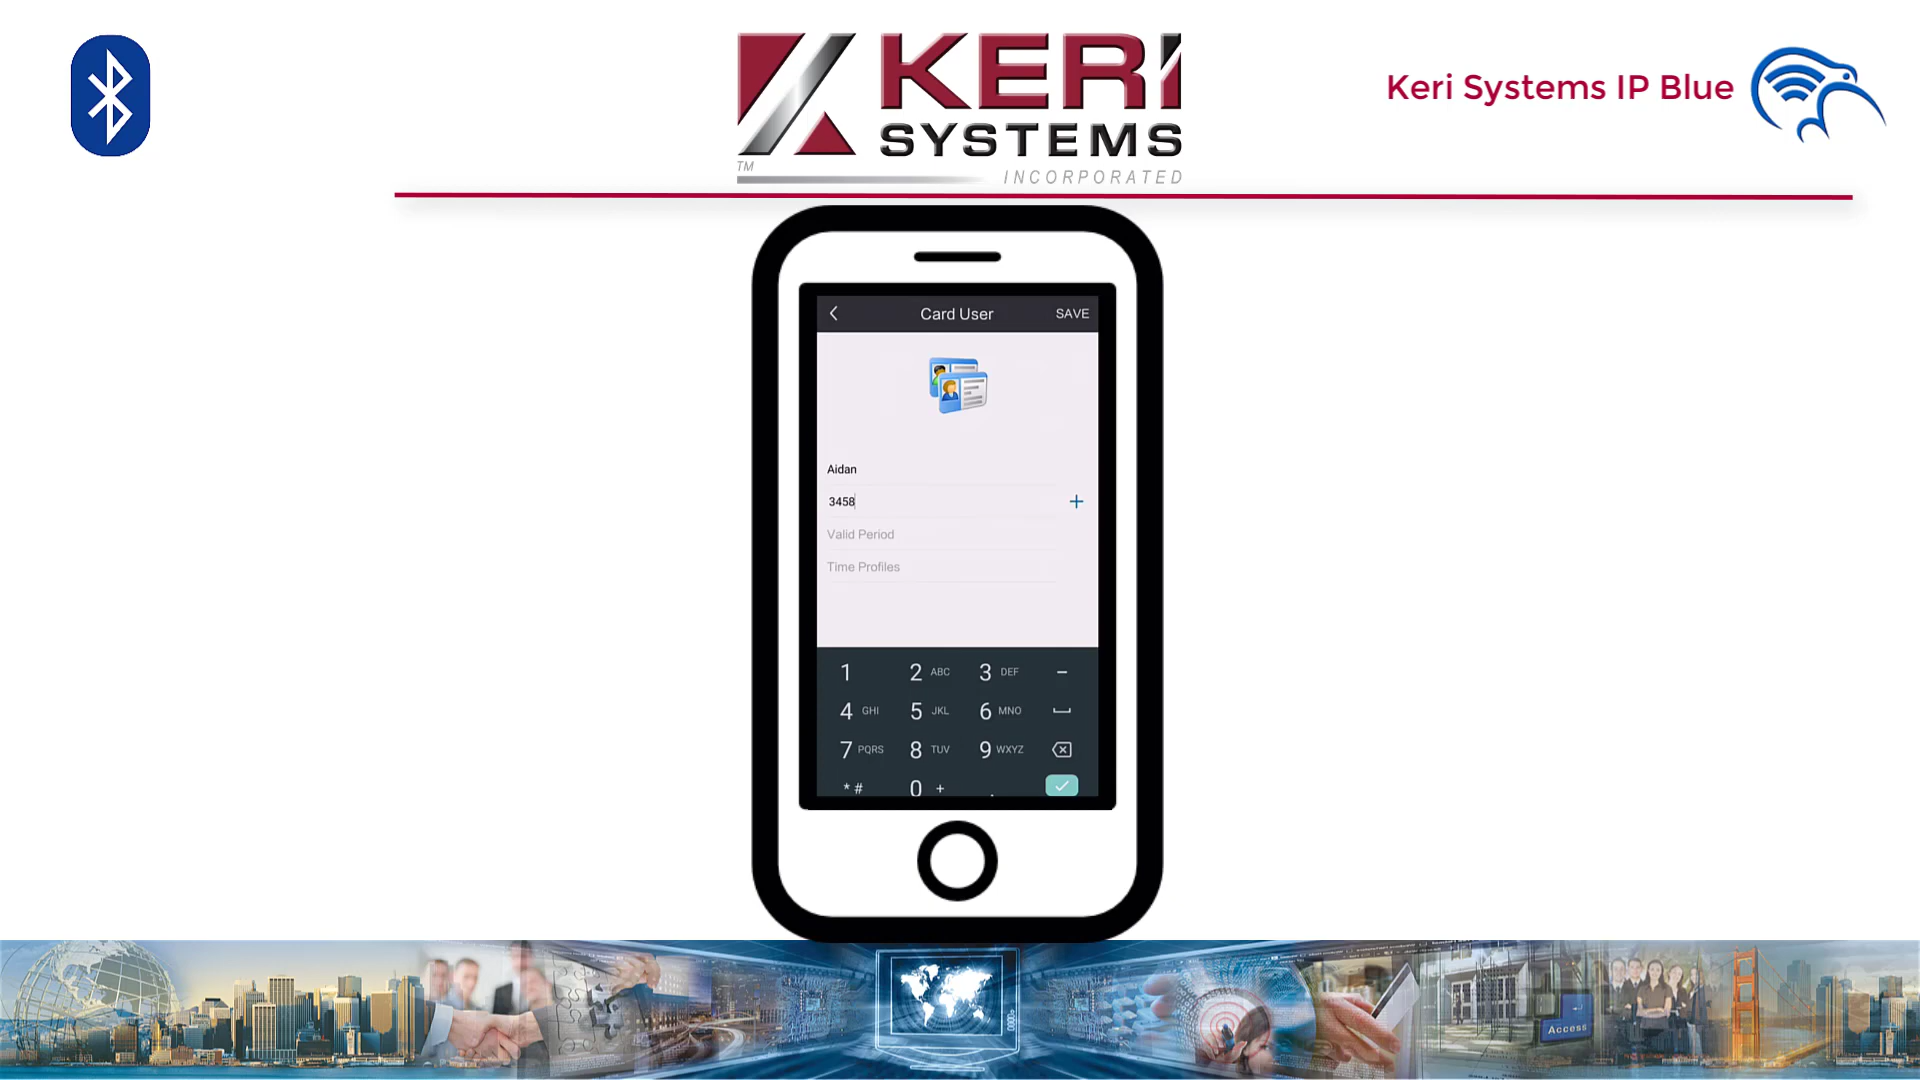 KERI
SYSTEMS
TM
INCORPORATED
Keri Systems IP Blue
Card User
SAVE
Aidan
3458
+
Valid Period
Time Profiles
1
2 ABC
3 DEF
-
4 GHI
5 JKL
6 MNO
7 PQRS
8 TUV
9 WXYZ
* #
0 +
.
Access